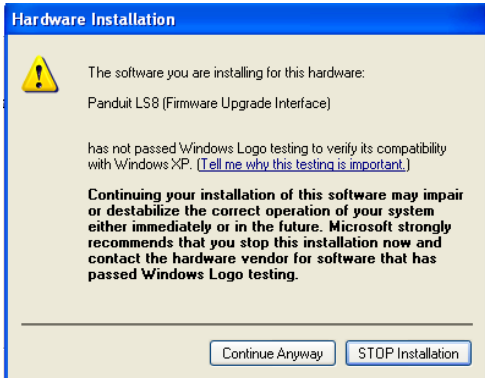 Hardware Installation
The software you are installing for this hardware:
Panduit LS8 (Firmware Upgrade Interface)
has not passed Windows Logo testing to verify its compatibility
with Windows XP. (Tell me why this testing is important.)
Continuing your installation of this software may impair
or destabilize the correct operation of your system
either immediately or in the future. Microsoft strongly
recommends that you stop this installation now and
contact the hardware vendor for software that has
passed Windows Logo testing.
Continue Anyway STOP Installation